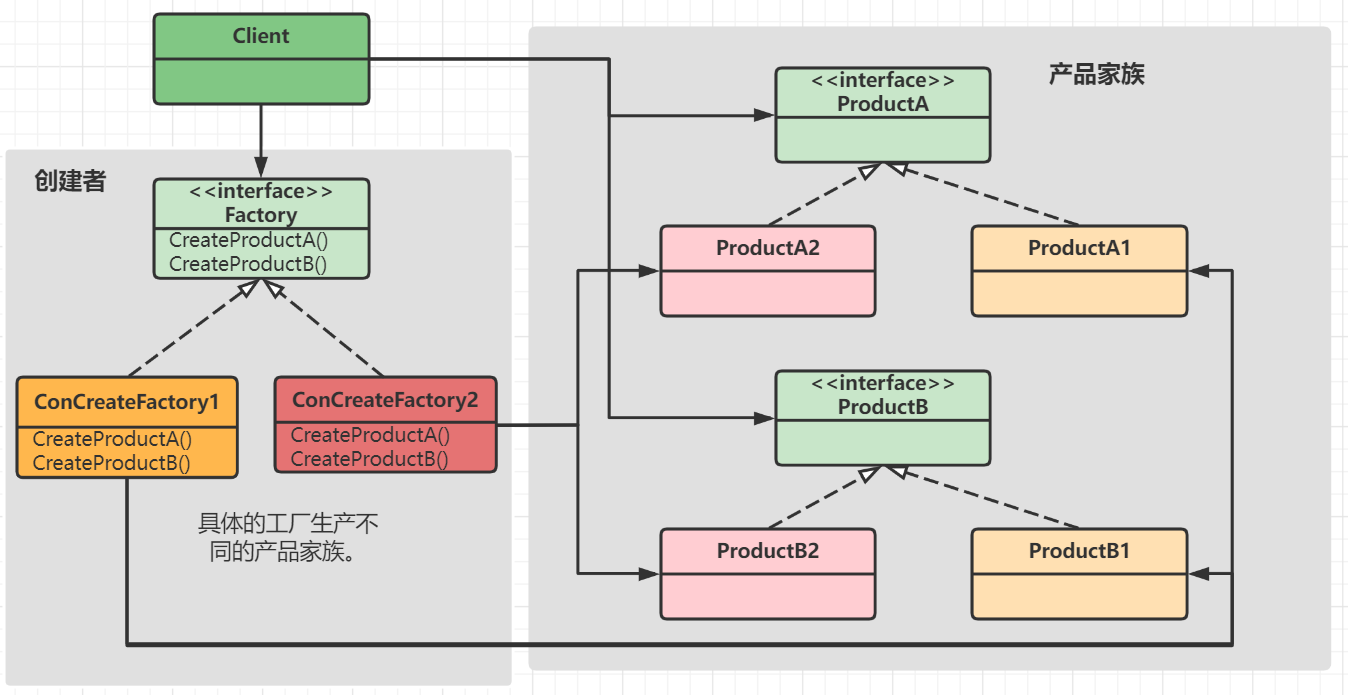 Client
创建者
<<interface>>
Factory
CreateProductA()
CreateProductB()
ConCreateFactory1
CreateProductA()
CreateProductB()
ConCreateFactory2
CreateProductA()
CreateProductB()
具体的工厂生产不
同的产品家族。
产品家族
<<interface>>
ProductA
ProductA2
ProductA1
<<interface>>
ProductB
ProductB2
ProductB1